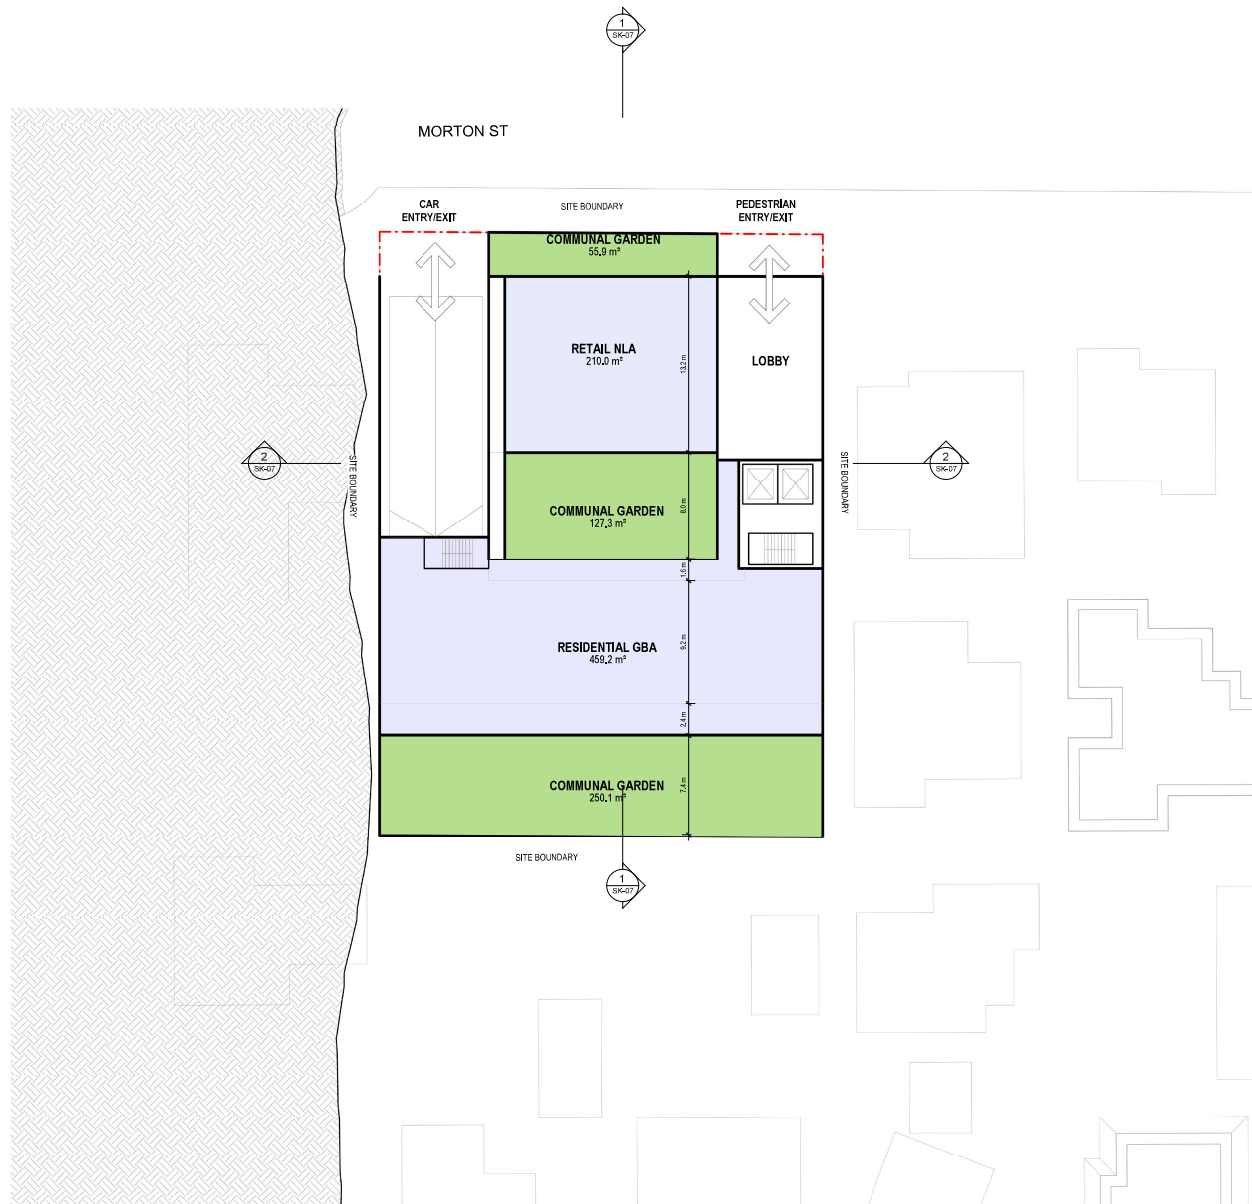 1
SK-07
MORTON ST
CAR
ENTRY/EXIT
SITE BOUNDARY
PEDESTRIAN
ENTRY/EXIT
COMMUNAL GARDEN
55.9 m²
RETAIL NLA
210.0 m²
13.2 m
LOBBY
2
SK-07
SITE BOUNDARY
SITE BOUNDARY
2
SK-07
COMMUNAL GARDEN
127.3 m²
8.0 m
1.6 m
RESIDENTIAL GBA
459.2 m²
9.2 m
2.4 m
COMMUNAL GARDEN
250.1 m²
7.4 m
SITE BOUNDARY
1
SK-07